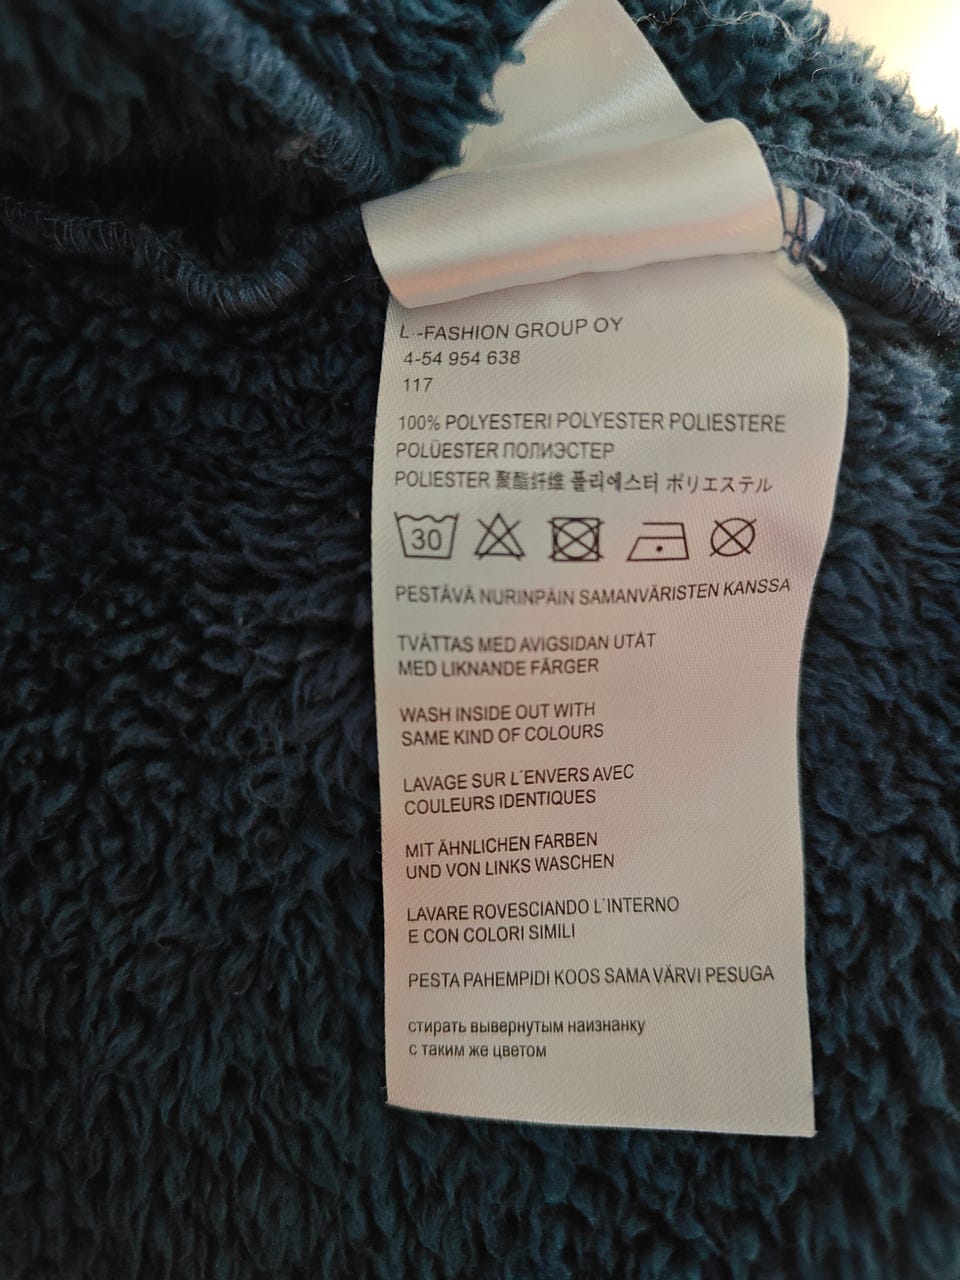 L-FASHION GROUP OY
4-54 954 638
117
100% POLYESTERI POLYESTER POLIESTERE
POLÜESTER ПОЛИЭСТЕР
POLIESTER 聚酯纤维 폴리에스터 ポリエステル
30
PESTÄVÄ NURINPÄIN SAMANVÄRISTEN KANSSA
TVÄTTAS MED AVIGSIDAN UTÅT
MED LIKNANDE FÄRGER
WASH INSIDE OUT WITH
SAME KIND OF COLOURS
LAVAGE SUR L´ENVERS AVEC
COULEURS IDENTIQUES
MIT ÄHNLICHEN FARBEN
UND VON LINKS WASCHEN
LAVARE ROVESCIANDO L´INTERNO
E CON COLORI SIMILI
PESTA PAHEMPIDI KOOS SAMA VÄRVI PESUGA
стирать вывернутым наизнанку
с таким же цветом